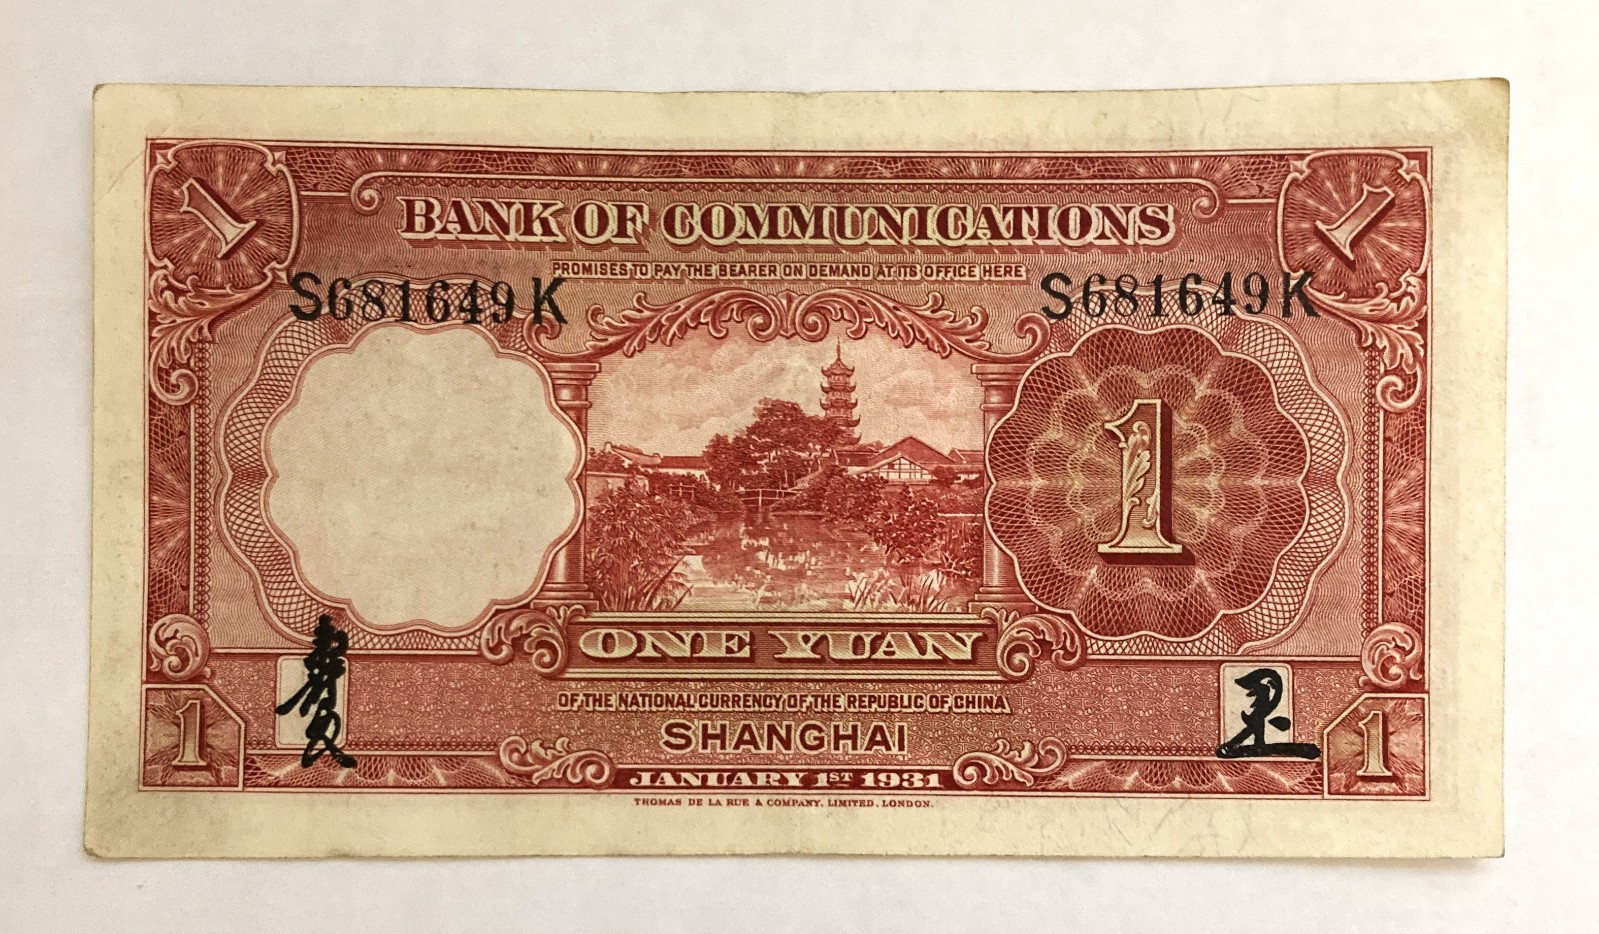 1 1
BANK OF COMMUNICATIONS
PROMISES TO PAY THE BEARER ON DEMAND AT ITS OFFICE HERE
S681649K S681649K
1
ONE YUAN
OF THE NATIONAL CURRENCY OF THE REPUBLIC OF CHINA
SHANGHAI
1 1
JANUARY 1ST 1931
THOMAS DE LA RUE & COMPANY, LIMITED, LONDON.